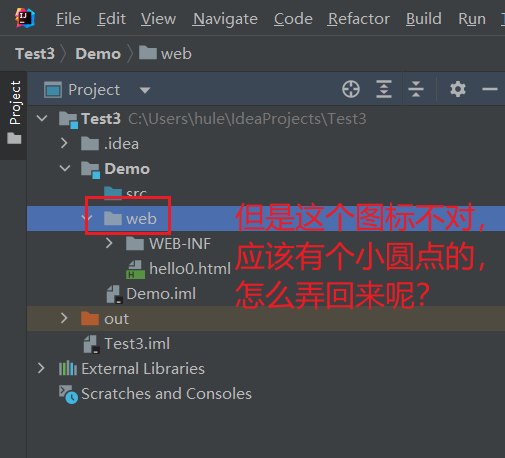 File Edit View Navigate Code Refactor Build Run
Test3 Demo web
Project
Project
Test3 C:\Users\hule\IdeaProjects\Test3
.idea
Demo
src
web
但是这个图标不对，
应该有个小圆点的，
怎么弄回来呢？
WEB-INF
hello0.html
Demo.iml
out
Test3.iml
External Libraries
Scratches and Consoles